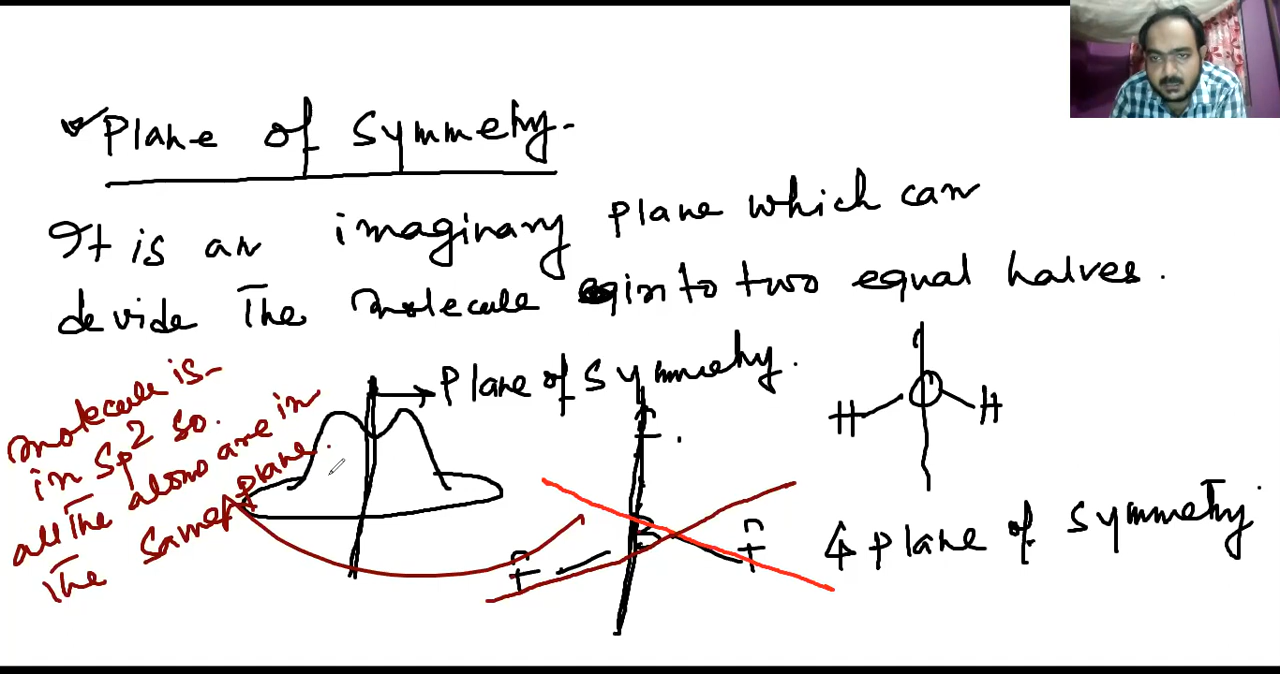 Plane of Symmetry.
It is an imaginary plane which can
devide The molecule into two equal halves.
Plane of Symmetry.
molecule is
in Sp2 so.
all The atoms are in
The same plane.
F
B
F
F
O
H
H
4 plane of symmetry.